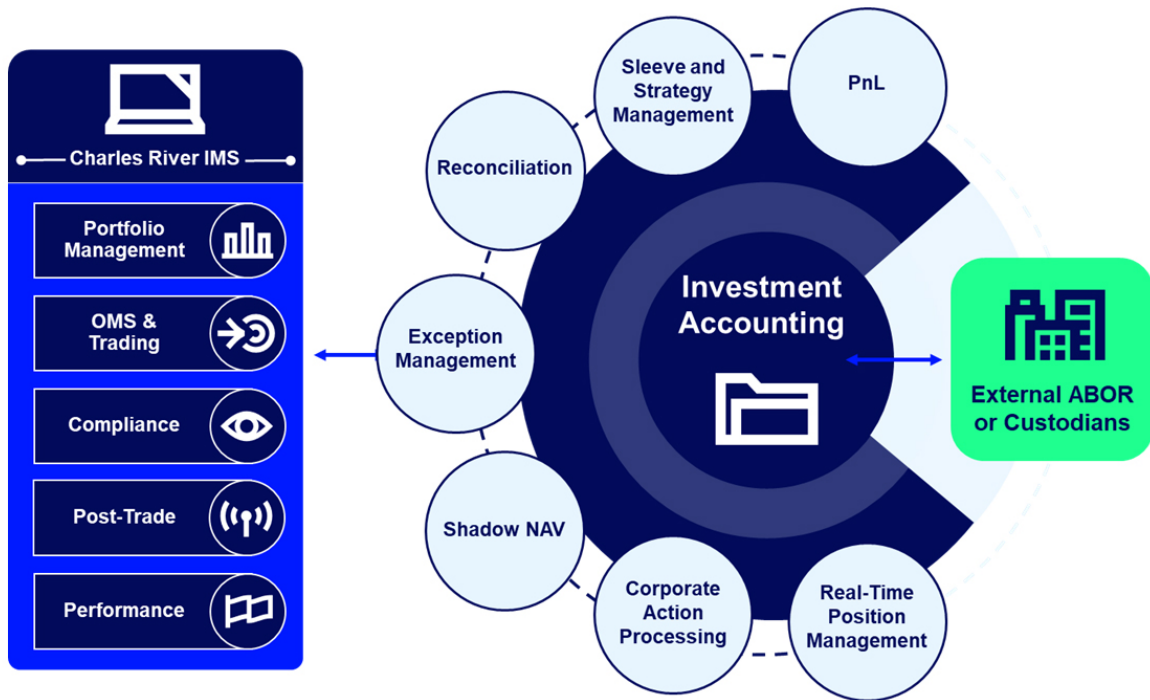 Charles River IMS
Portfolio
Management
OMS &
Trading
Compliance
Post-Trade
Performance
Sleeve and
Strategy
Management
PnL
Reconciliation
Exception
Management
Shadow NAV
Corporate
Action
Processing
Real-Time
Position
Management
Investment
Accounting
External ABOR
or Custodians